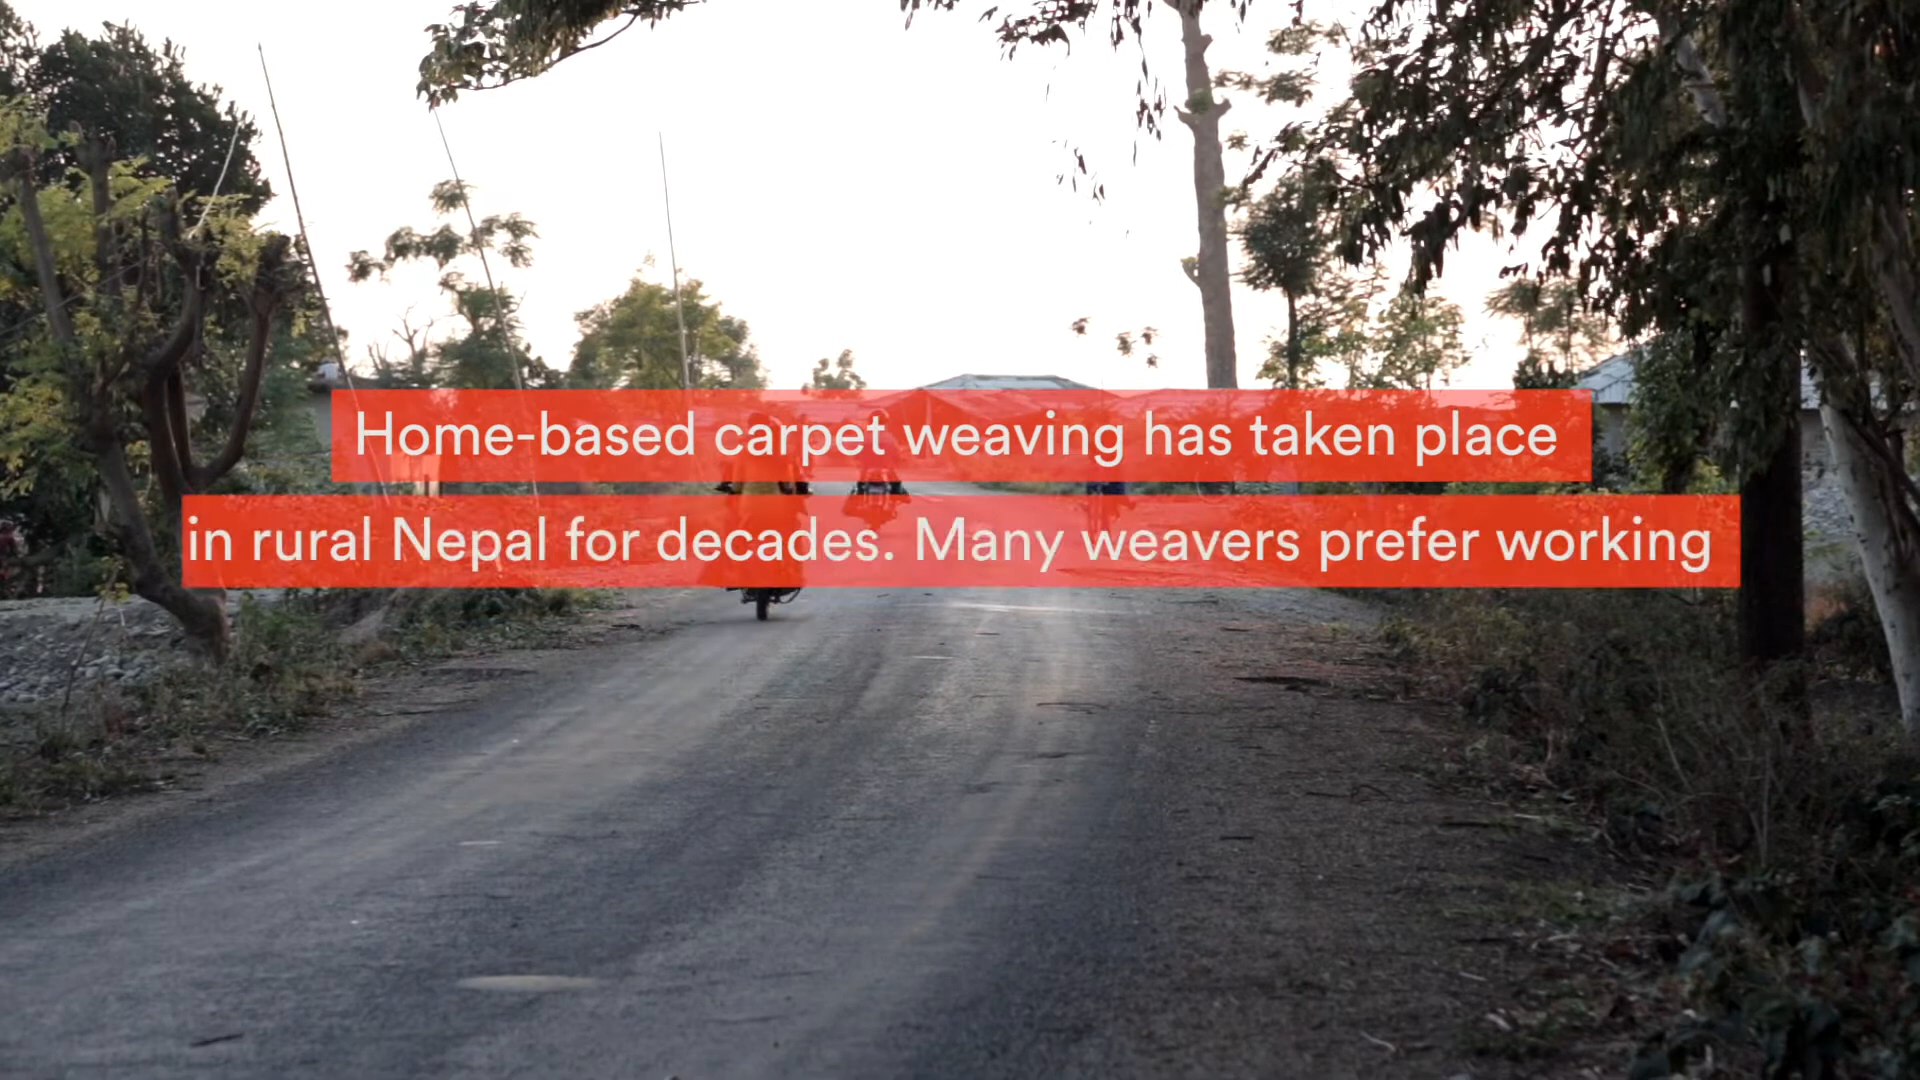 Home-based carpet weaving has taken place
in rural Nepal for decades. Many weavers prefer working